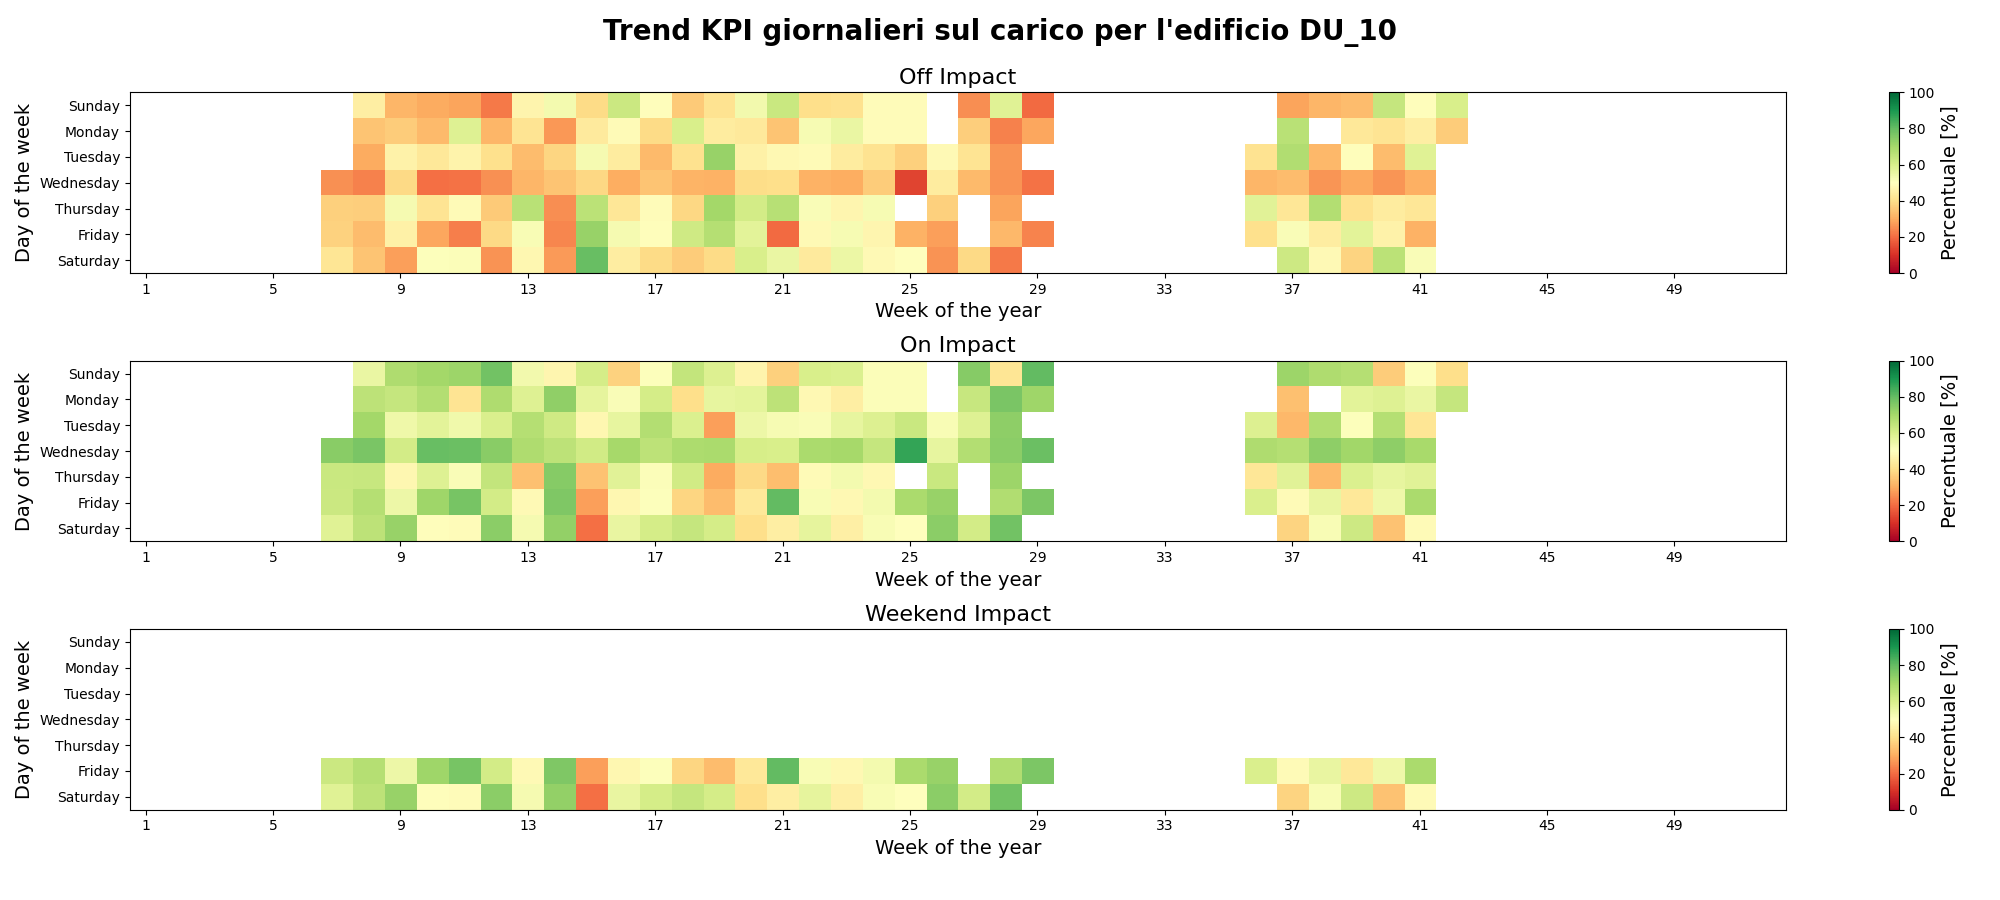 Trend KPI giornalieri sul carico per l'edificio DU_10
Off Impact
Day of the week
Sunday
Monday
Tuesday
Wednesday
Thursday
Friday
Saturday
1 5 9 13 17 21 25 29 33 37 41 45 49
Week of the year
100
80
60
40
20
0
Percentuale [%]
On Impact
Day of the week
Sunday
Monday
Tuesday
Wednesday
Thursday
Friday
Saturday
1 5 9 13 17 21 25 29 33 37 41 45 49
Week of the year
100
80
60
40
20
0
Percentuale [%]
Weekend Impact
Day of the week
Sunday
Monday
Tuesday
Wednesday
Thursday
Friday
Saturday
1 5 9 13 17 21 25 29 33 37 41 45 49
Week of the year
100
80
60
40
20
0
Percentuale [%]